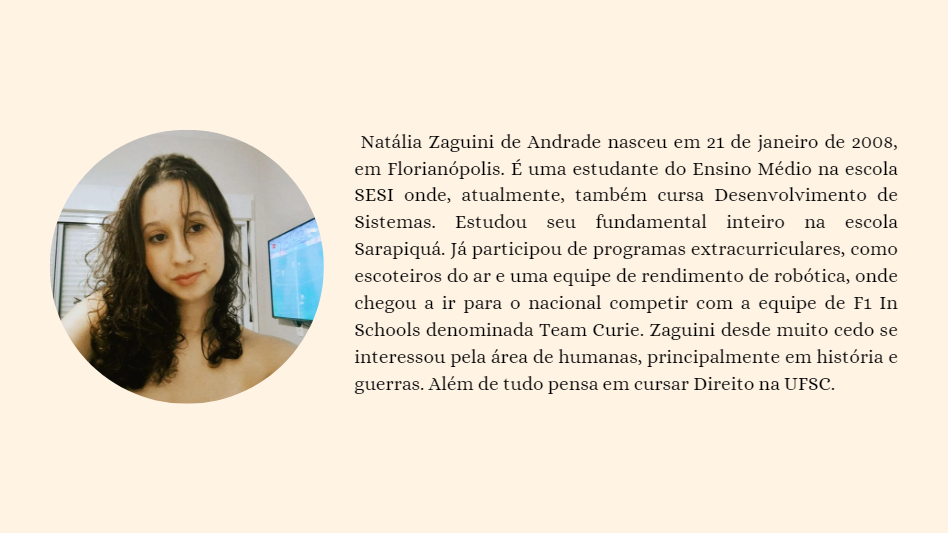 Natália Zaguini de Andrade nasceu em 21 de janeiro de 2008,
em Florianópolis. É uma estudante do Ensino Médio na escola
SESI onde, atualmente, também cursa Desenvolvimento de
Sistemas. Estudou seu fundamental inteiro na escola
Sarapiquá. Já participou de programas extracurriculares, como
escoteiros do ar e uma equipe de rendimento de robótica, onde
chegou a ir para o nacional competir com a equipe de F1 In
Schools denominada Team Curie. Zaguini desde muito cedo se
interessou pela área de humanas, principalmente em história e
guerras. Além de tudo pensa em cursar Direito na UFSC.